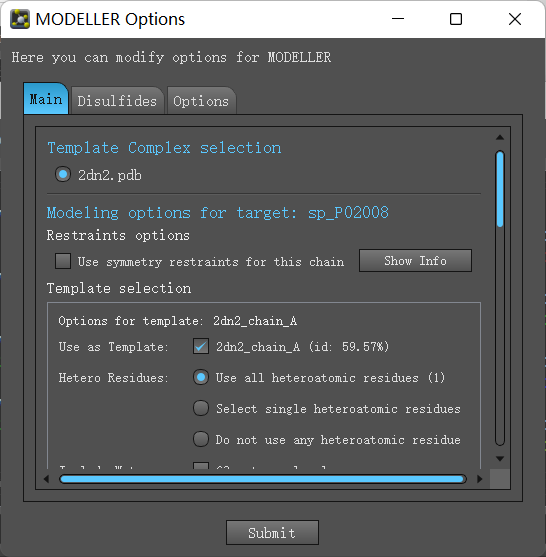 MODELLER Options
Here you can modify options for MODELLER
Main Disulfides Options
Template Complex selection
2dn2.pdb
Modeling options for target: sp_P02008
Restraints options
Use symmetry restraints for this chain Show Info
Template selection
Options for template: 2dn2_chain_A
Use as Template: 2dn2_chain_A (id: 59.57%)
Hetero Residues: Use all heteroatomic residues (1)
Select single heteroatomic residues
Do not use any heteroatomic residue
Submit